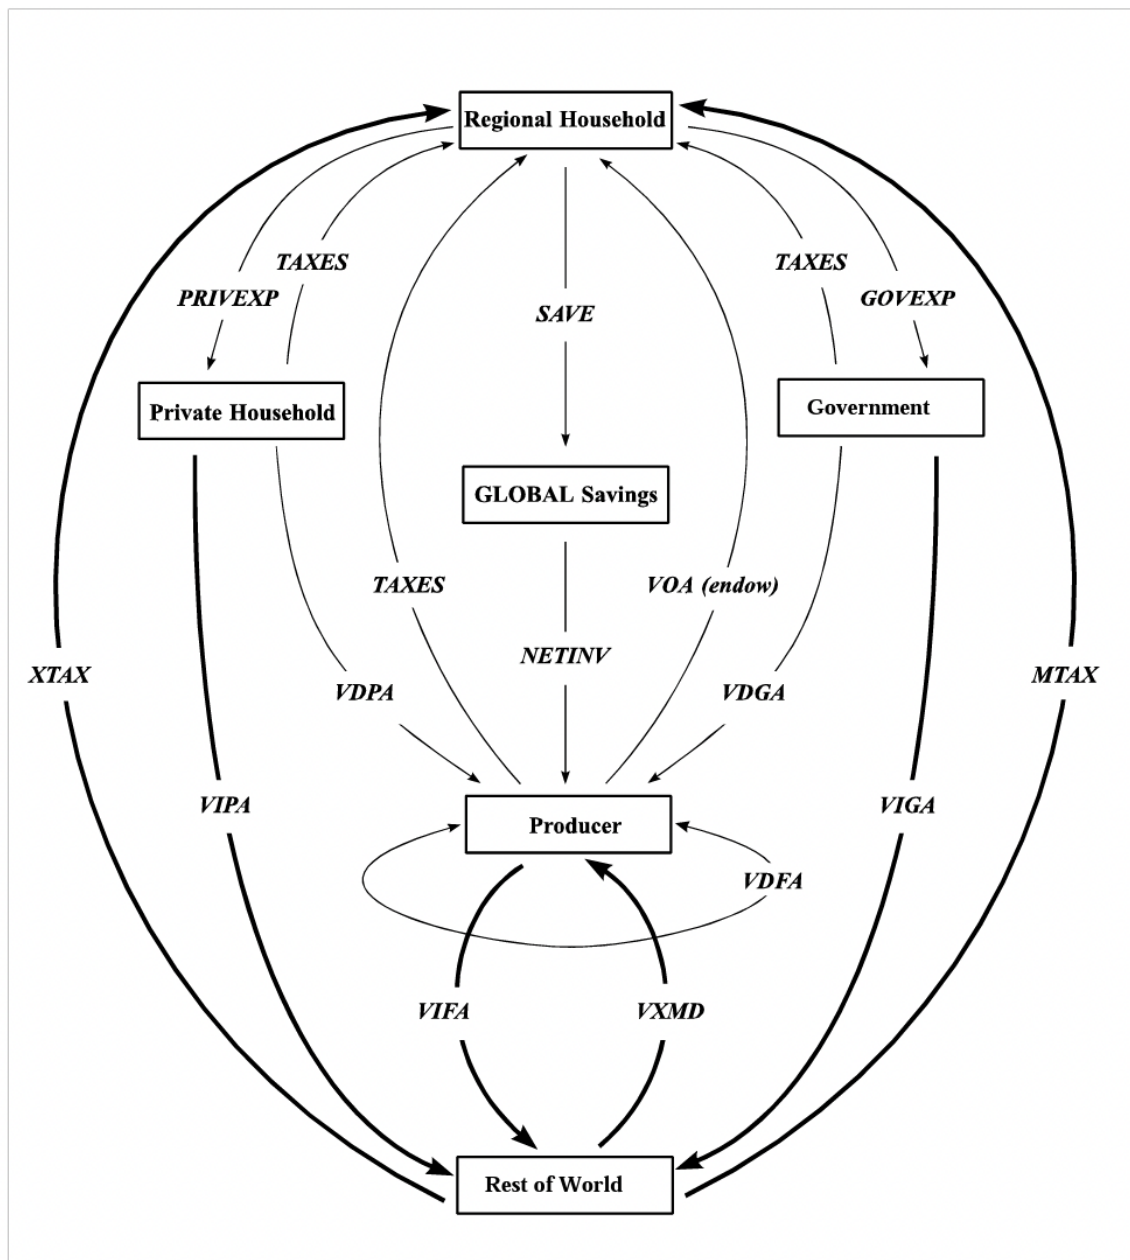 Regional Household
TAXES
TAXES
PRIVEXP
GOVEXP
SAVE
Private Household
Government
GLOBAL Savings
TAXES
VOA (endow)
NETINV
XTAX
MTAX
VDPA
VDGA
VIPA
VIGA
Producer
VDFA
VIFA
VXMD
Rest of World